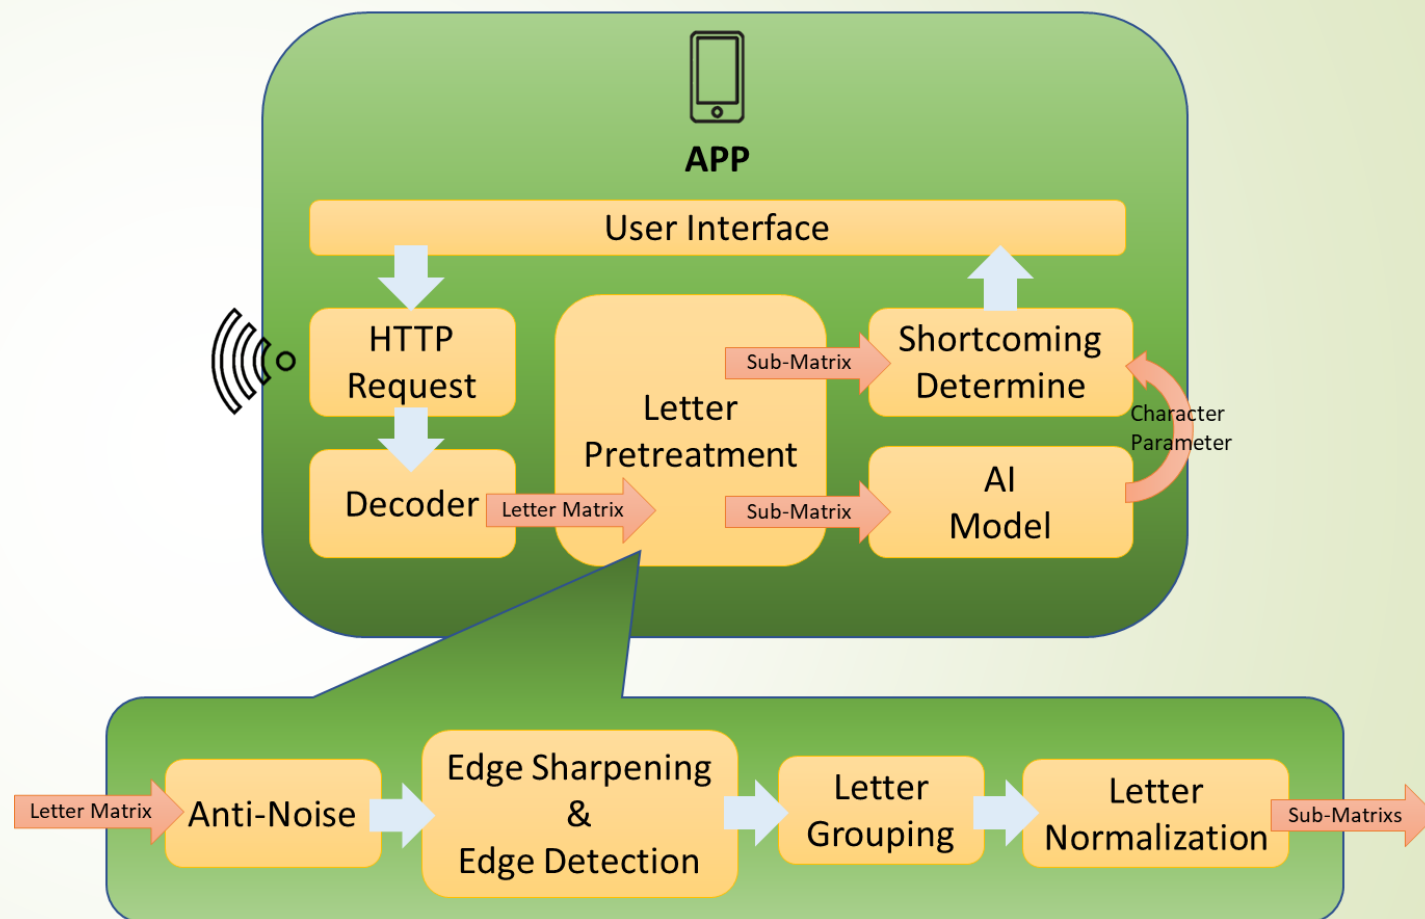 APP
User Interface
HTTP
Request
Decoder
Letter Matrix
Letter
Pretreatment
Sub-Matrix
Sub-Matrix
Shortcoming
Determine
AI
Model
Character
Parameter
Letter Matrix
Anti-Noise
Edge Sharpening
&
Edge Detection
Letter
Grouping
Letter
Normalization
Sub-Matrixs